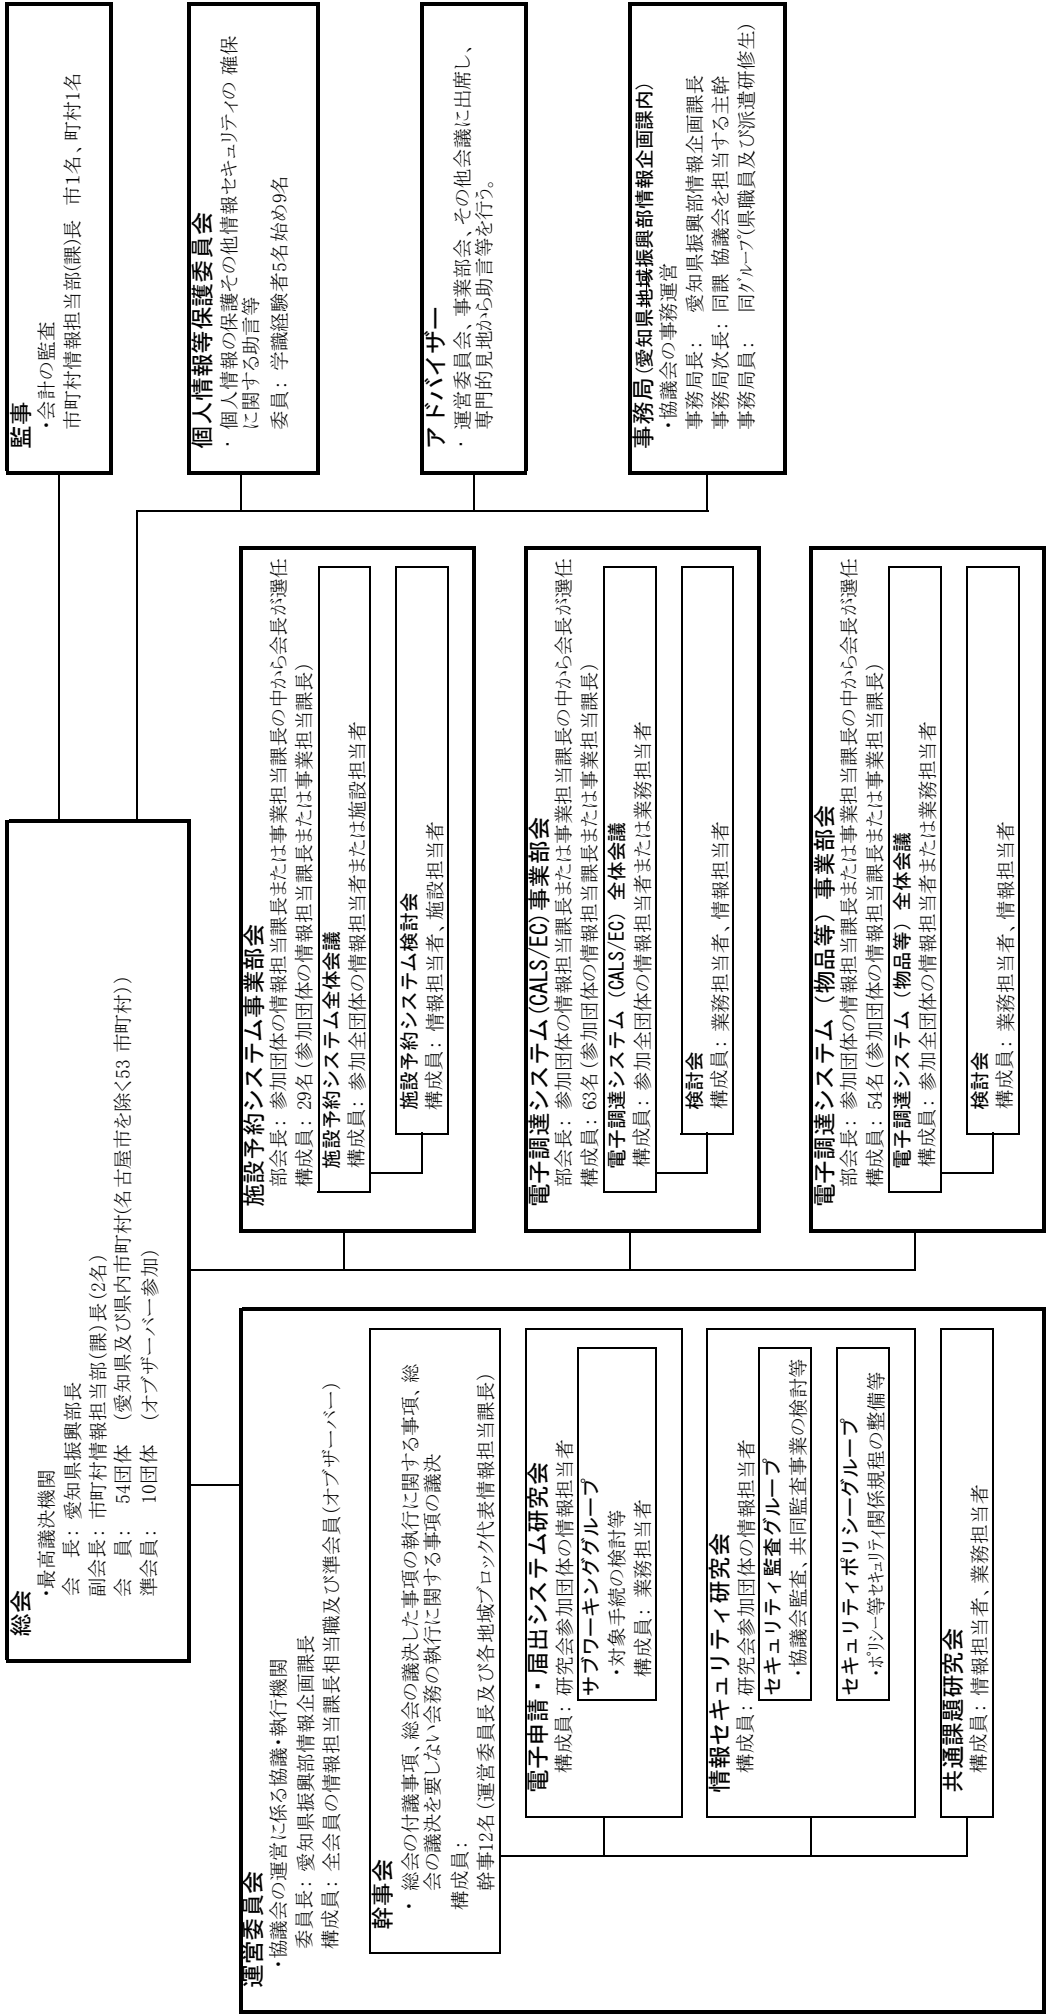 総会
・最高議決機関
会　長：愛知県振興部長
副会長：市町村情報担当部(課)長(2名)
会　員：　54団体　(愛知県及び県内市町村(名古屋市を除く53 市町村))
準会員：　10団体　(オブザーバー参加)
監事
・会計の監査
市町村情報担当部(課)長　市1名、町村1名
個人情報等保護委員会
・ 個人情報の保護その他情報セキュリティの 確保
に関する助言等
委員：学識経験者5名始め9名
アドバイザー
・ 運営委員会、事業部会、その他会議に出席し、
専門的見地から助言等を行う。
事務局(愛知県地域振興部情報企画課内)
・協議会の事務運営
事務局長：　愛知県振興部情報企画課長
事務局次長：同課 協議会を担当する主幹
事務局員：　同グループ(県職員及び派遣研修生)
運営委員会
・協議会の運営に係る協議・執行機関
委員長：愛知県振興部情報企画課長
構成員：全会員の情報担当課長相当職及び準会員(オブザーバー)
幹事会
・ 総会の付議事項、総会の議決した事項の執行に関する事項、総
会の議決を要しない会務の執行に関する事項の議決
構成員：
幹事12名(運営委員長及び各地域ブロック代表情報担当課長)
電子申請・届出システム研究会
構成員：研究会参加団体の情報担当者
サブワーキンググループ
・対象手続の検討等
構成員：業務担当者
情報セキュリティ研究会
構成員：研究会参加団体の情報担当者
セキュリティ監査グループ
・協議会監査、共同監査事業の検討等
セキュリティポリシーグループ
・ポリシー等セキュリティ関係規程の整備等
共通課題研究会
構成員：情報担当者、業務担当者
施設予約システム事業部会
部会長：参加団体の情報担当課長または事業担当課長の中から会長が選任
構成員：29名(参加団体の情報担当課長または事業担当課長)
施設予約システム全体会議
構成員：参加全団体の情報担当者または施設担当者
施設予約システム検討会
構成員：情報担当者、施設担当者
電子調達システム(CALS/EC)事業部会
部会長：参加団体の情報担当課長または事業担当課長の中から会長が選任
構成員：63名(参加団体の情報担当課長または事業担当課長)
電子調達システム（CALS/EC）全体会議
構成員：参加全団体の情報担当者または業務担当者
検討会
構成員：業務担当者、情報担当者
電子調達システム（物品等）事業部会
部会長：参加団体の情報担当課長または事業担当課長の中から会長が選任
構成員：54名(参加団体の情報担当課長または事業担当課長)
電子調達システム（物品等）全体会議
構成員：参加全団体の情報担当者または業務担当者
検討会
構成員：業務担当者、情報担当者